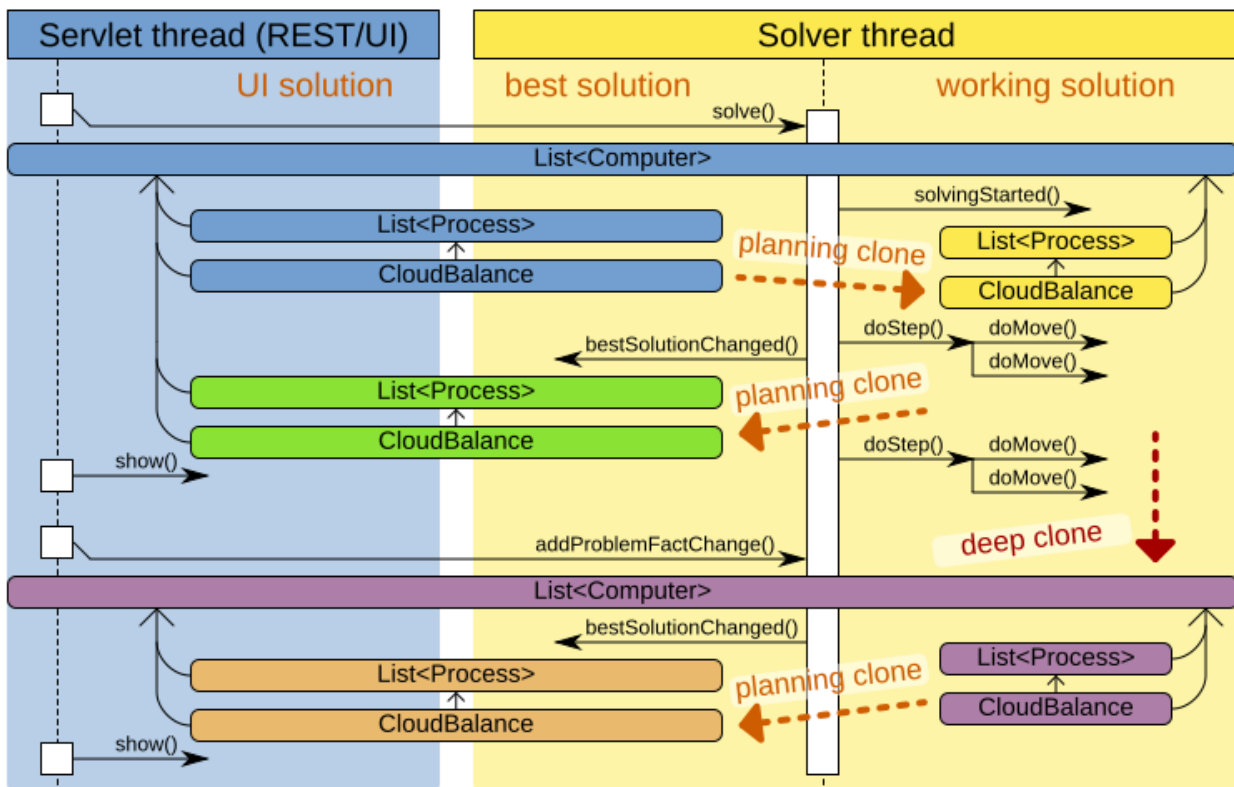 Servlet thread (REST/UI)
Solver thread
UI solution
best solution
working solution
solve()
List<Computer>
solvingStarted()
List<Process>
planning clone
List<Process>
CloudBalance
CloudBalance
doStep()
doMove()
bestSolutionChanged()
doMove()
List<Process>
planning clone
CloudBalance
doStep()
doMove()
show()
doMove()
addProblemFactChange()
deep clone
List<Computer>
bestSolutionChanged()
List<Process>
List<Process>
planning clone
CloudBalance
CloudBalance
show()